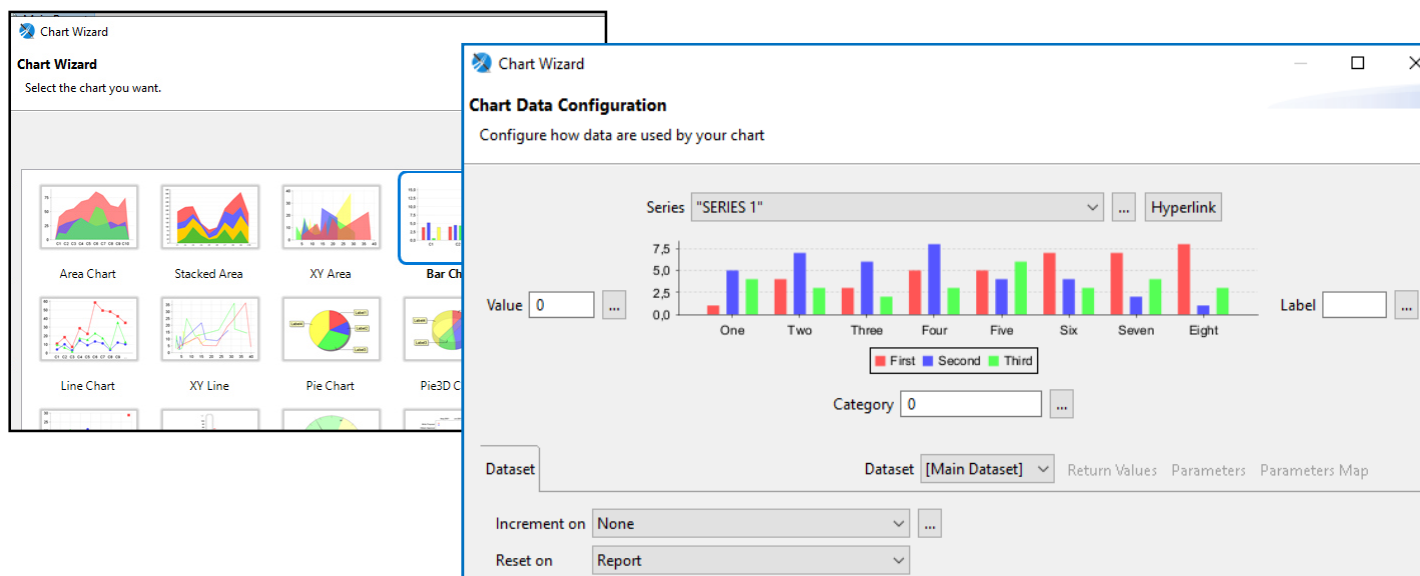 Chart Wizard
Chart Wizard
Select the chart you want.
Area Chart
Stacked Area
XY Area
Bar Ch
Line Chart
XY Line
Pie Chart
Pie3D C
Chart Wizard
Chart Data Configuration
Configure how data are used by your chart
Series "SERIES 1" ... Hyperlink
7,5
5,0
2,5
0,0
Value 0 ...
Label ...
One Two Three Four Five Six Seven Eight
First Second Third
Category 0 ...
Dataset
Dataset [Main Dataset] Return Values Parameters Parameters Map
Increment on None ...
Reset on Report